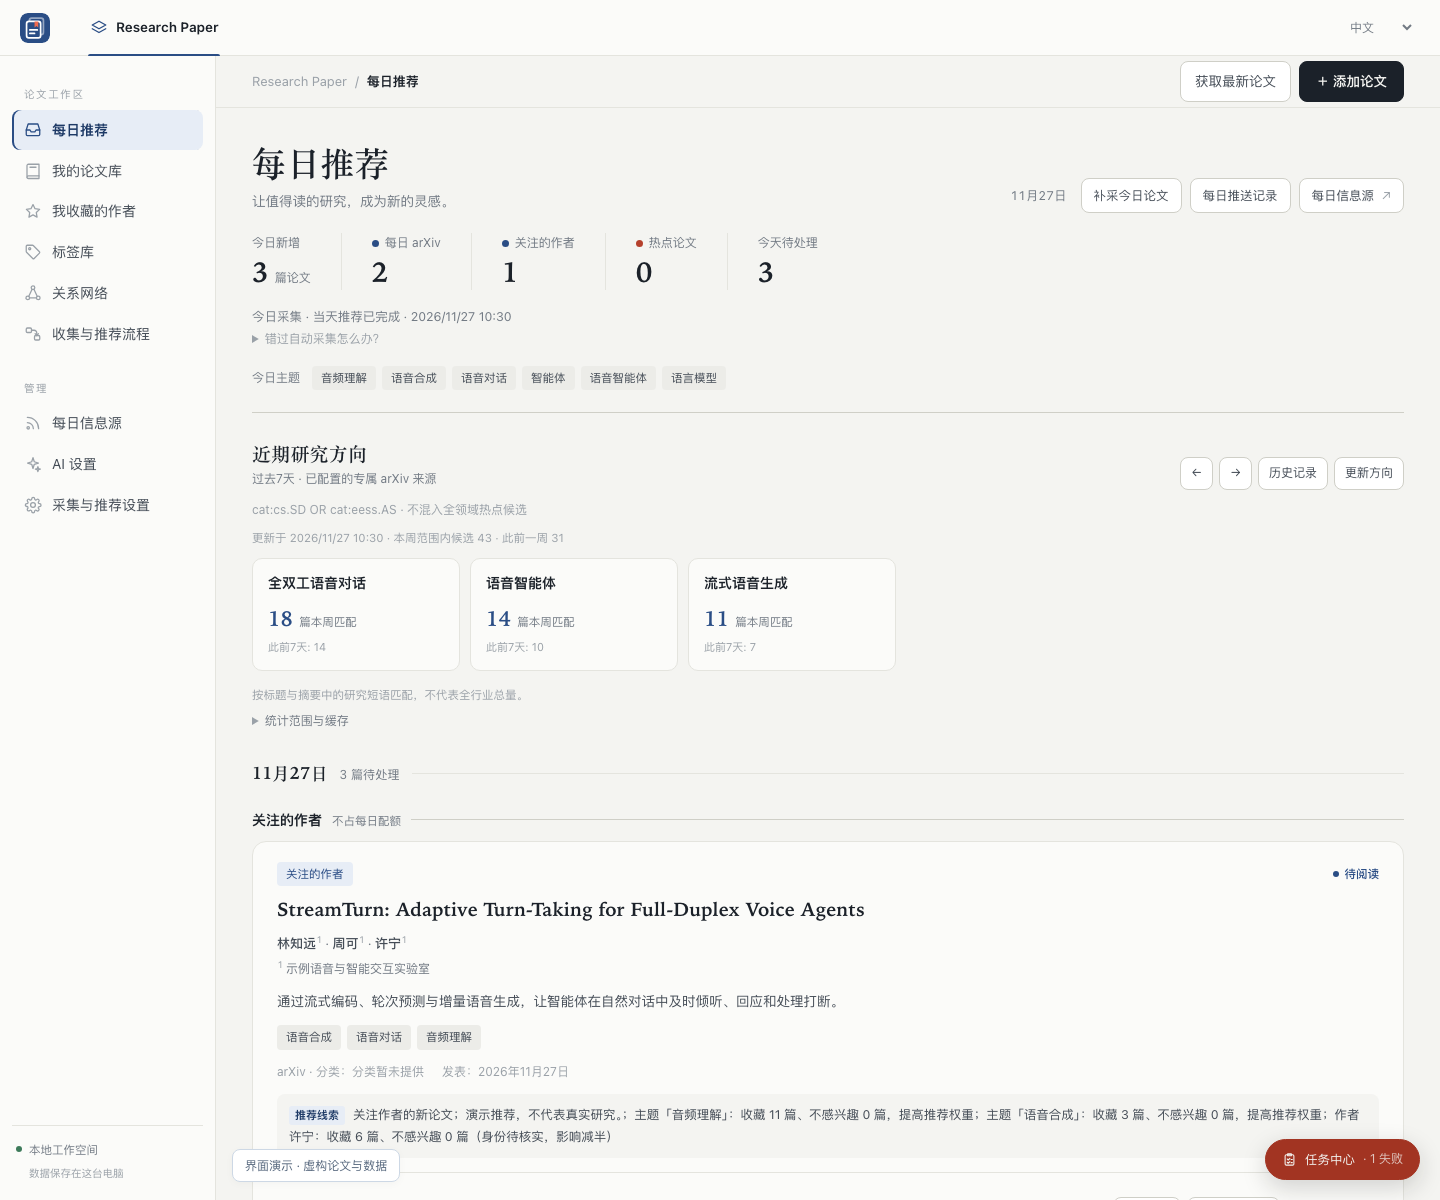 Research Paper
中文
论文工作区
每日推荐
我的论文库
我收藏的作者
标签库
关系网络
收集与推荐流程
管理
每日信息源
AI 设置
采集与推荐设置
本地工作空间
数据保存在这台电脑
Research Paper / 每日推荐
获取最新论文
+ 添加论文
每日推荐
让值得读的研究，成为新的灵感。
11月27日
补采今日论文
每日推送记录
每日信息源 ↗
今日新增
3 篇论文
每日 arXiv
2
关注的作者
1
热点论文
0
今天待处理
3
今日采集 · 当天推荐已完成 · 2026/11/27 10:30
错过自动采集怎么办?
今日主题 音频理解 语音合成 语音对话 智能体 语音智能体 语言模型
近期研究方向
过去7天 · 已配置的专属 arXiv 来源
← → 历史记录 更新方向
cat:cs.SD OR cat:eess.AS · 不混入全领域热点候选
更新于 2026/11/27 10:30 · 本周范围内候选 43 · 此前一周 31
全双工语音对话
18 篇本周匹配
此前7天: 14
语音智能体
14 篇本周匹配
此前7天: 10
流式语音生成
11 篇本周匹配
此前7天: 7
按标题与摘要中的研究短语匹配，不代表全行业总量。
统计范围与缓存
11月27日 3 篇待处理
关注的作者 不占每日配额
关注的作者
待阅读
StreamTurn: Adaptive Turn-Taking for Full-Duplex Voice Agents
林知远¹ · 周可¹ · 许宁¹
¹ 示例语音与智能交互实验室
通过流式编码、轮次预测与增量语音生成，让智能体在自然对话中及时倾听、回应和处理打断。
语音合成 语音对话 音频理解
arXiv · 分类：分类暂未提供 发表：2026年11月27日
推荐线索 关注作者的新论文；演示推荐，不代表真实研究。；主题「音频理解」：收藏 11 篇、不感兴趣 0 篇，提高推荐权重；主题「语音合成」：收藏 3 篇、不感兴趣 0 篇，提高推荐权重；作者
许宁：收藏 6 篇、不感兴趣 0 篇（身份待核实，影响减半）
界面演示 · 虚构论文与数据
任务中心 · 1 失败